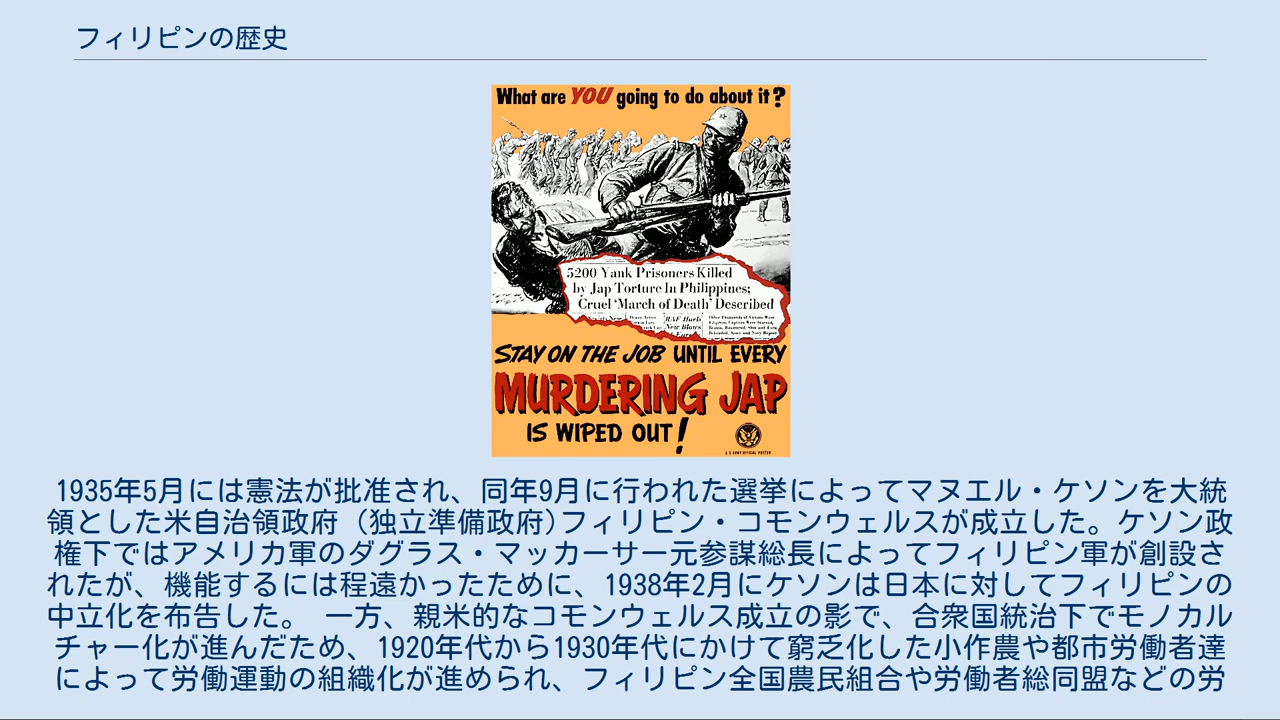 フィリピンの歴史
What are YOU going to do about it?
5200 Yank Prisoners Killed
by Jap Torture In Philippines;
Cruel 'March of Death' Described
STAY ON THE JOB UNTIL EVERY
MURDERING JAP
IS WIPED OUT!
1935年5月には憲法が批准され、同年9月に行われた選挙によってマヌエル・ケソンを大統
領とした米自治領政府（独立準備政府)フィリピン・コモンウェルスが成立した。ケソン政
権下ではアメリカ軍のダグラス・マッカーサー元参謀総長によってフィリピン軍が創設さ
れたが、機能するには程遠かったために、1938年2月にケソンは日本に対してフィリピンの
中立化を布告した。 一方、親米的なコモンウェルス成立の影で、合衆国統治下でモノカル
チャー化が進んだため、1920年代から1930年代にかけて窮乏化した小作農や都市労働者達
によって労働運動の組織化が進められ、フィリピン全国農民組合や労働者総同盟などの労